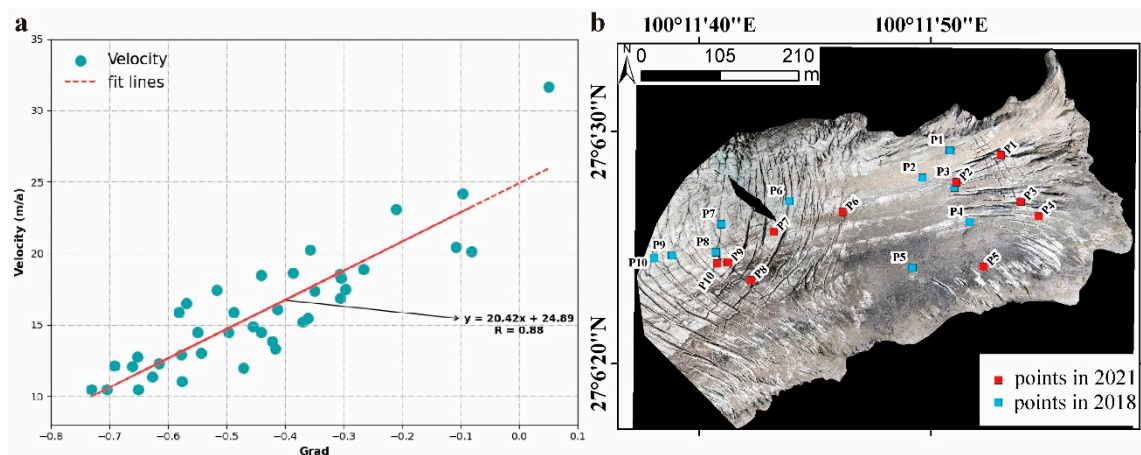 a
35
30
25
20
15
10
Velocity (m/a)
Velocity
fit lines
y = 20.42x + 24.89
R = 0.88
−0.8 −0.7 −0.6 −0.5 −0.4 −0.3 −0.2 −0.1 0.0 0.1
Grad
b
100°11'40"E 100°11'50"E
N
0 105 210
m
27°6'30"N
27°6'20"N
P1
P1
P2
P3
P2
P6
P3
P4
P7
P4
P6
P7
P9
P8
P10
P5
P5
P9
P10
P8
points in 2021
points in 2018